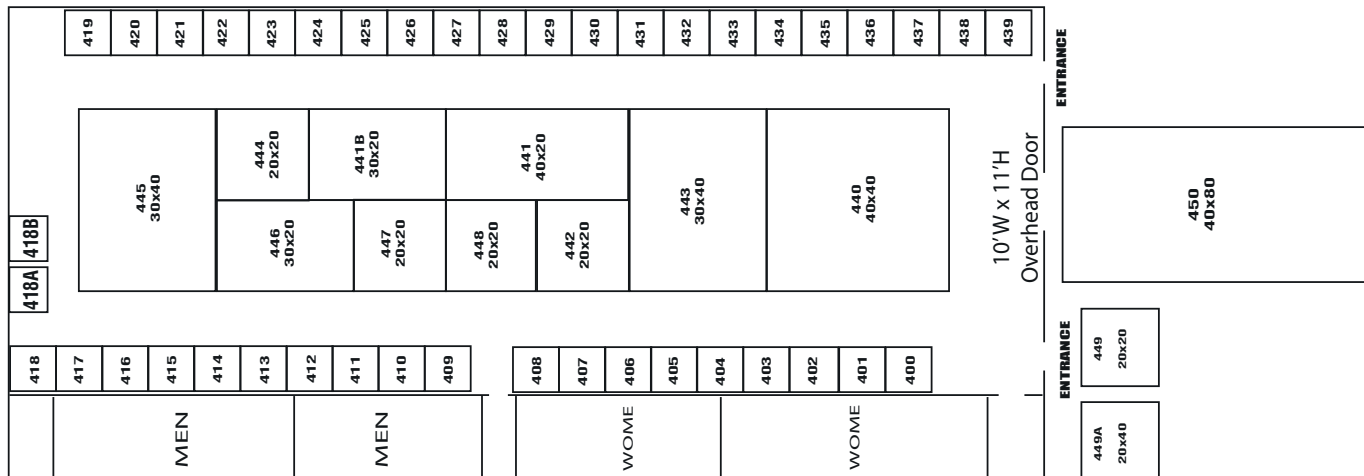 419
420
421
422
423
424
425
426
427
428
429
430
431
432
433
434
435
436
437
438
439
ENTRANCE
445
30x40
444
20x20
441B
30x20
441
40x20
443
30x40
440
40x40
446
30x20
447
20x20
448
20x20
442
20x20
10'W x 11'H
Overhead Door
450
40x80
418B
418A
418
417
416
415
414
413
412
411
410
409
408
407
406
405
404
403
402
401
400
ENTRANCE
449
20x20
MEN
MEN
WOME
WOME
449A
20x40